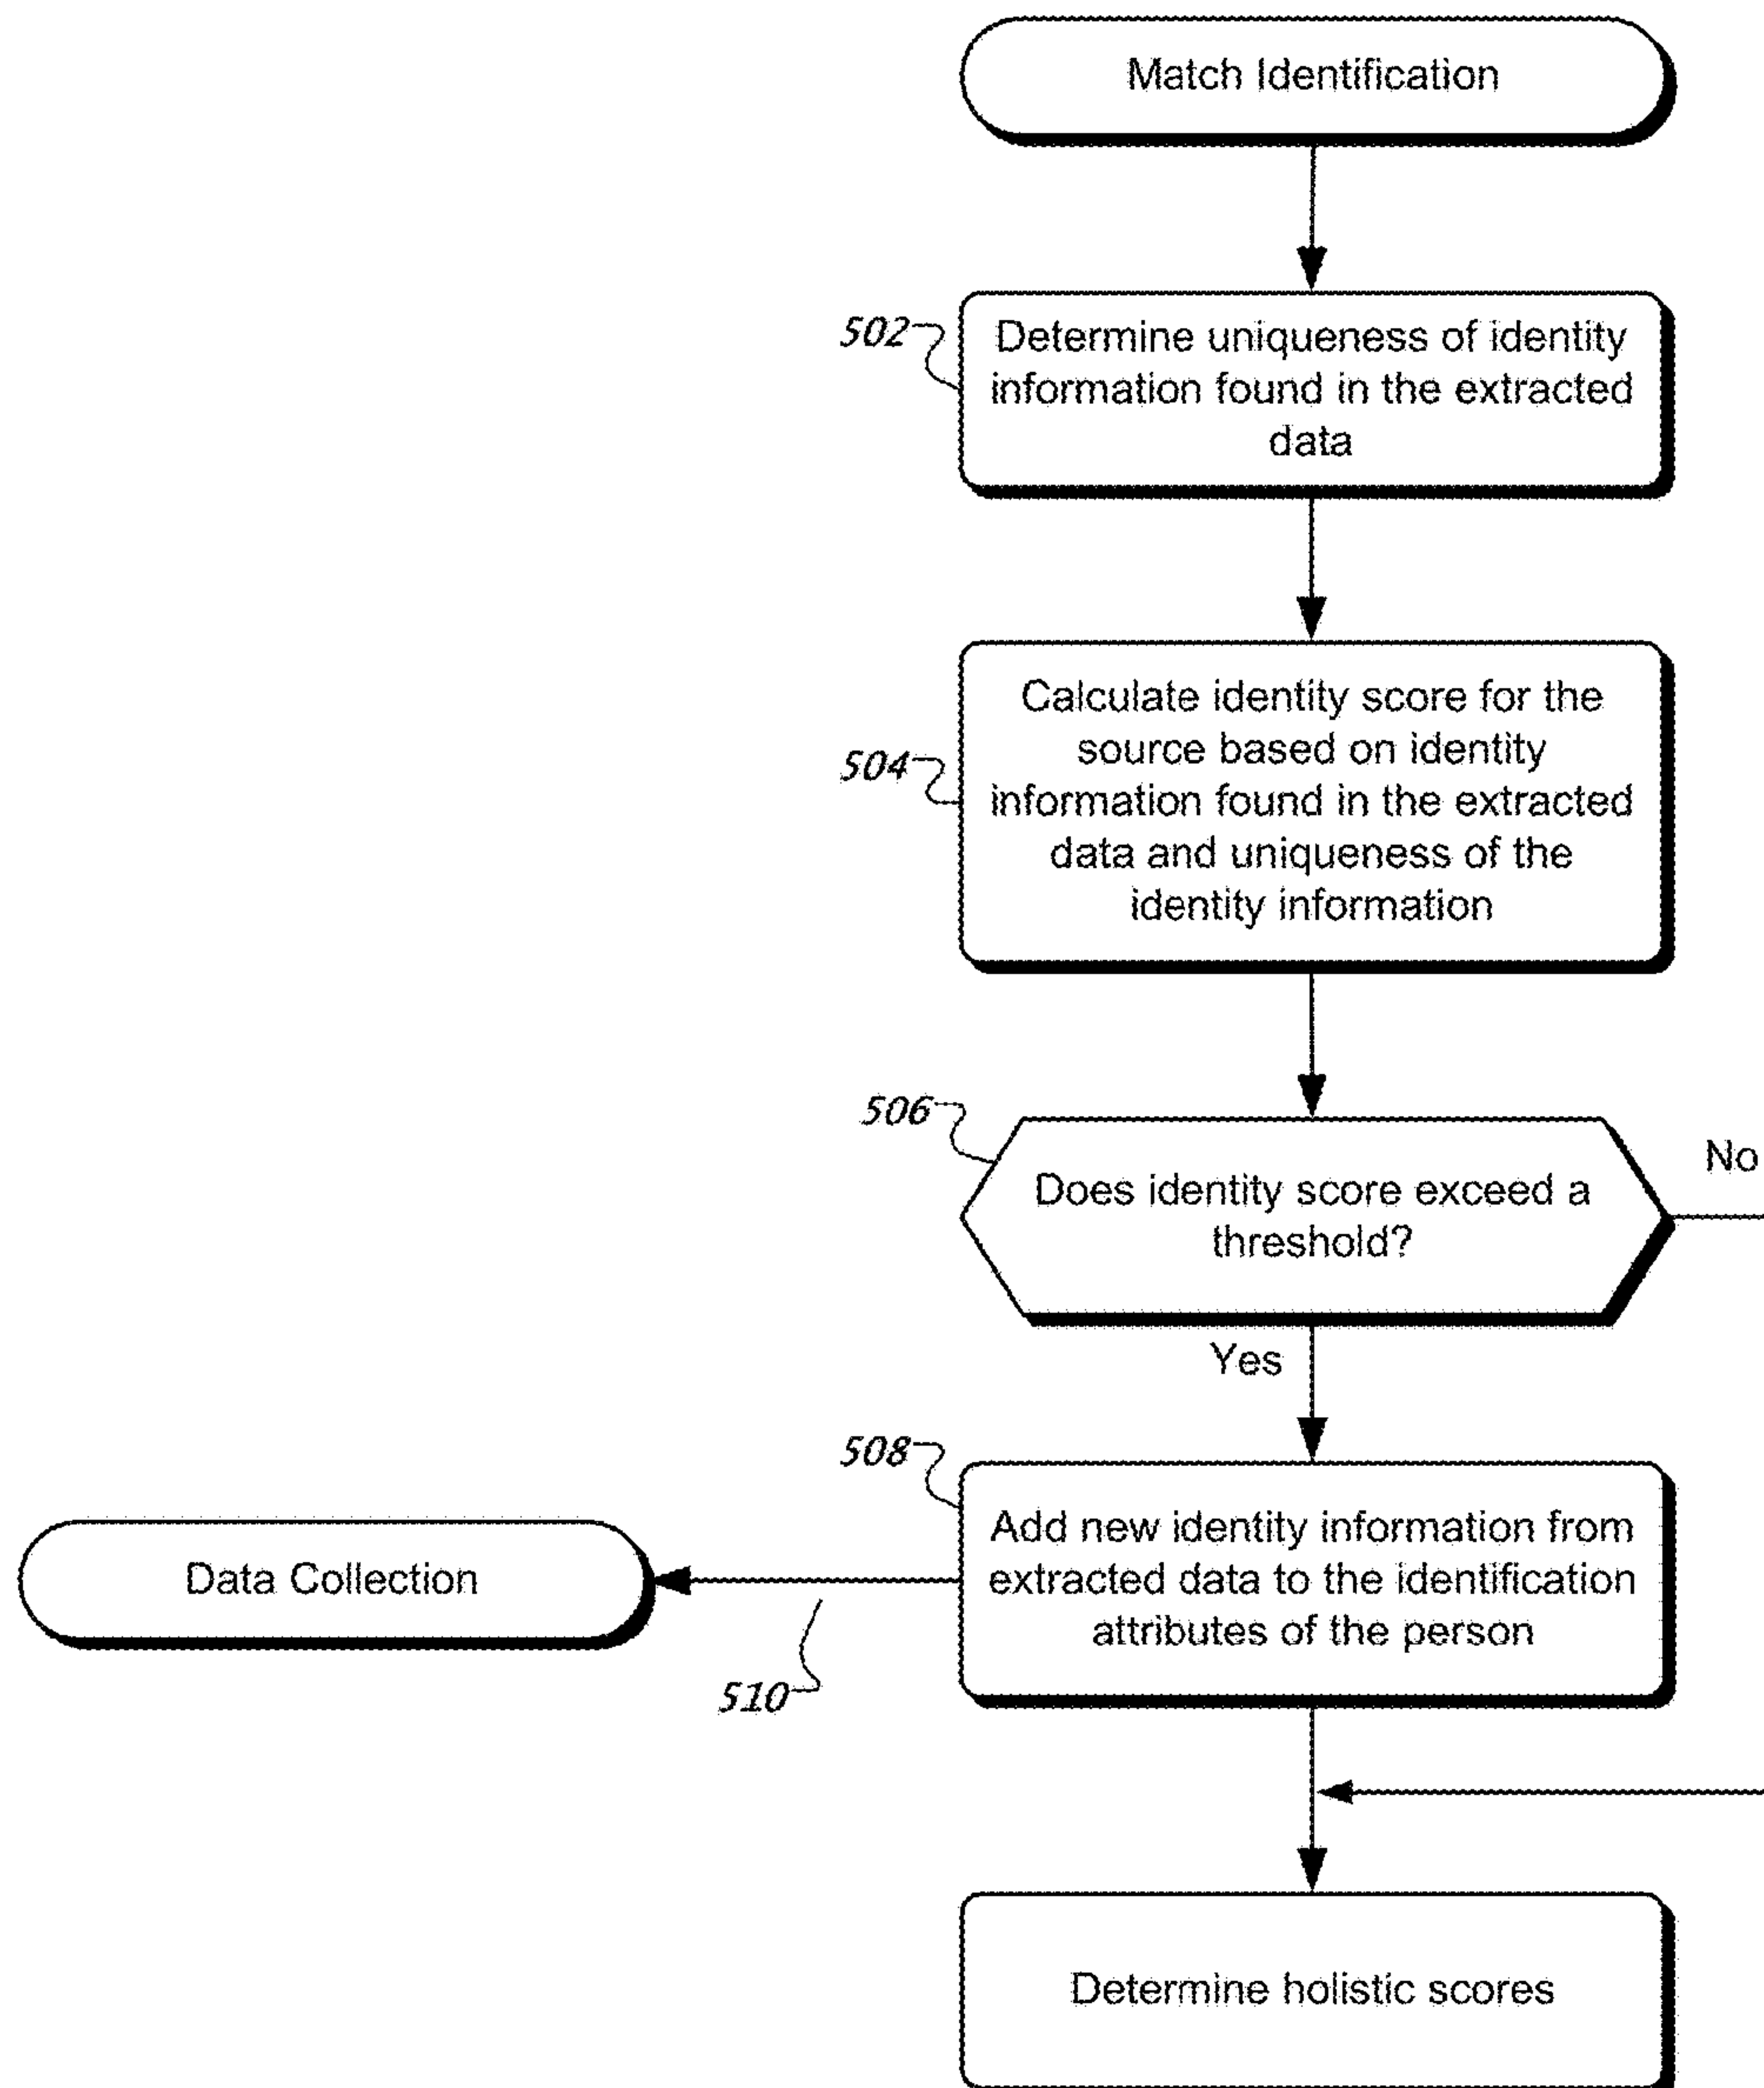 Match Identification
502
Determine uniqueness of identity
information found in the extracted
data
504
Calculate identity score for the
source based on identity
information found in the extracted
data and uniqueness of the
identity information
506
Does identity score exceed a
threshold?
No
Yes
508
Add new identity information from
extracted data to the identification
attributes of the person
Data Collection
510
Determine holistic scores